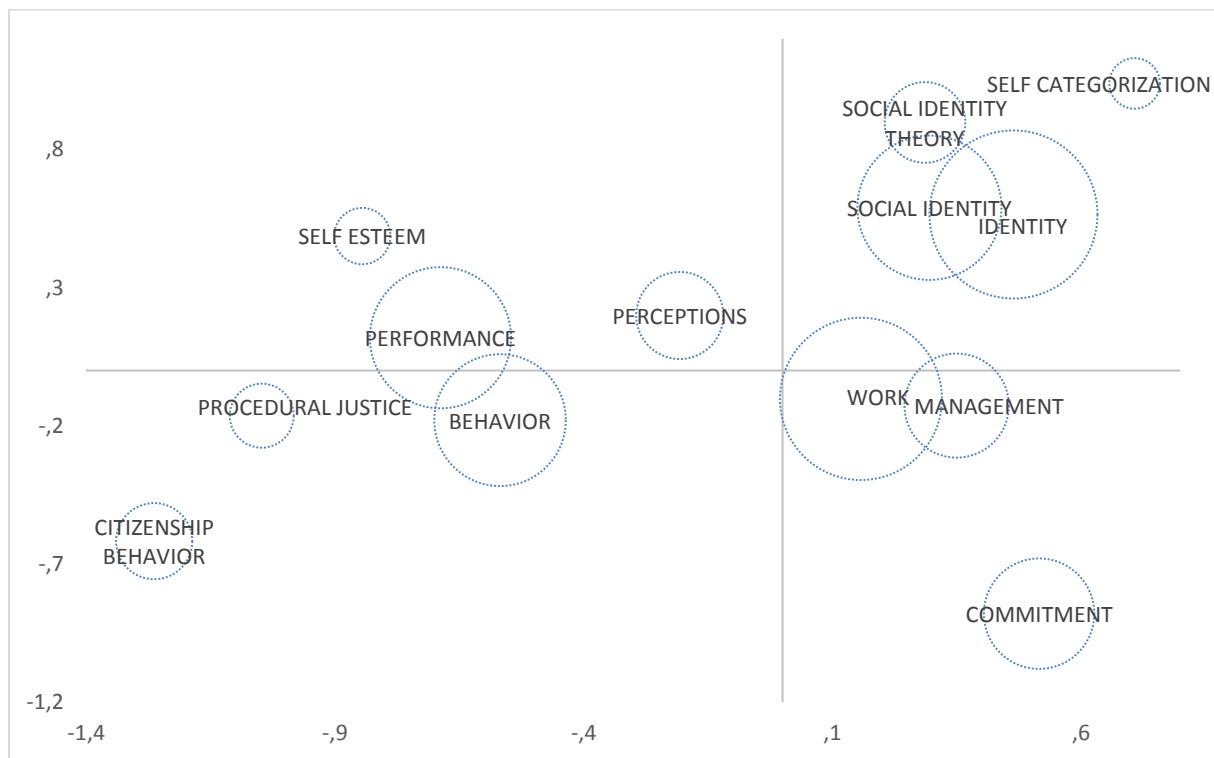 SELF CATEGORIZATION
SOCIAL IDENTITY
THEORY
,8
SOCIAL IDENTITY
IDENTITY
SELF ESTEEM
,3
PERCEPTIONS
PERFORMANCE
WORK
MANAGEMENT
PROCEDURAL JUSTICE
BEHAVIOR
-,2
CITIZENSHIP
BEHAVIOR
-,7
COMMITMENT
-1,2
-1,4 -,9 -,4 ,1 ,6